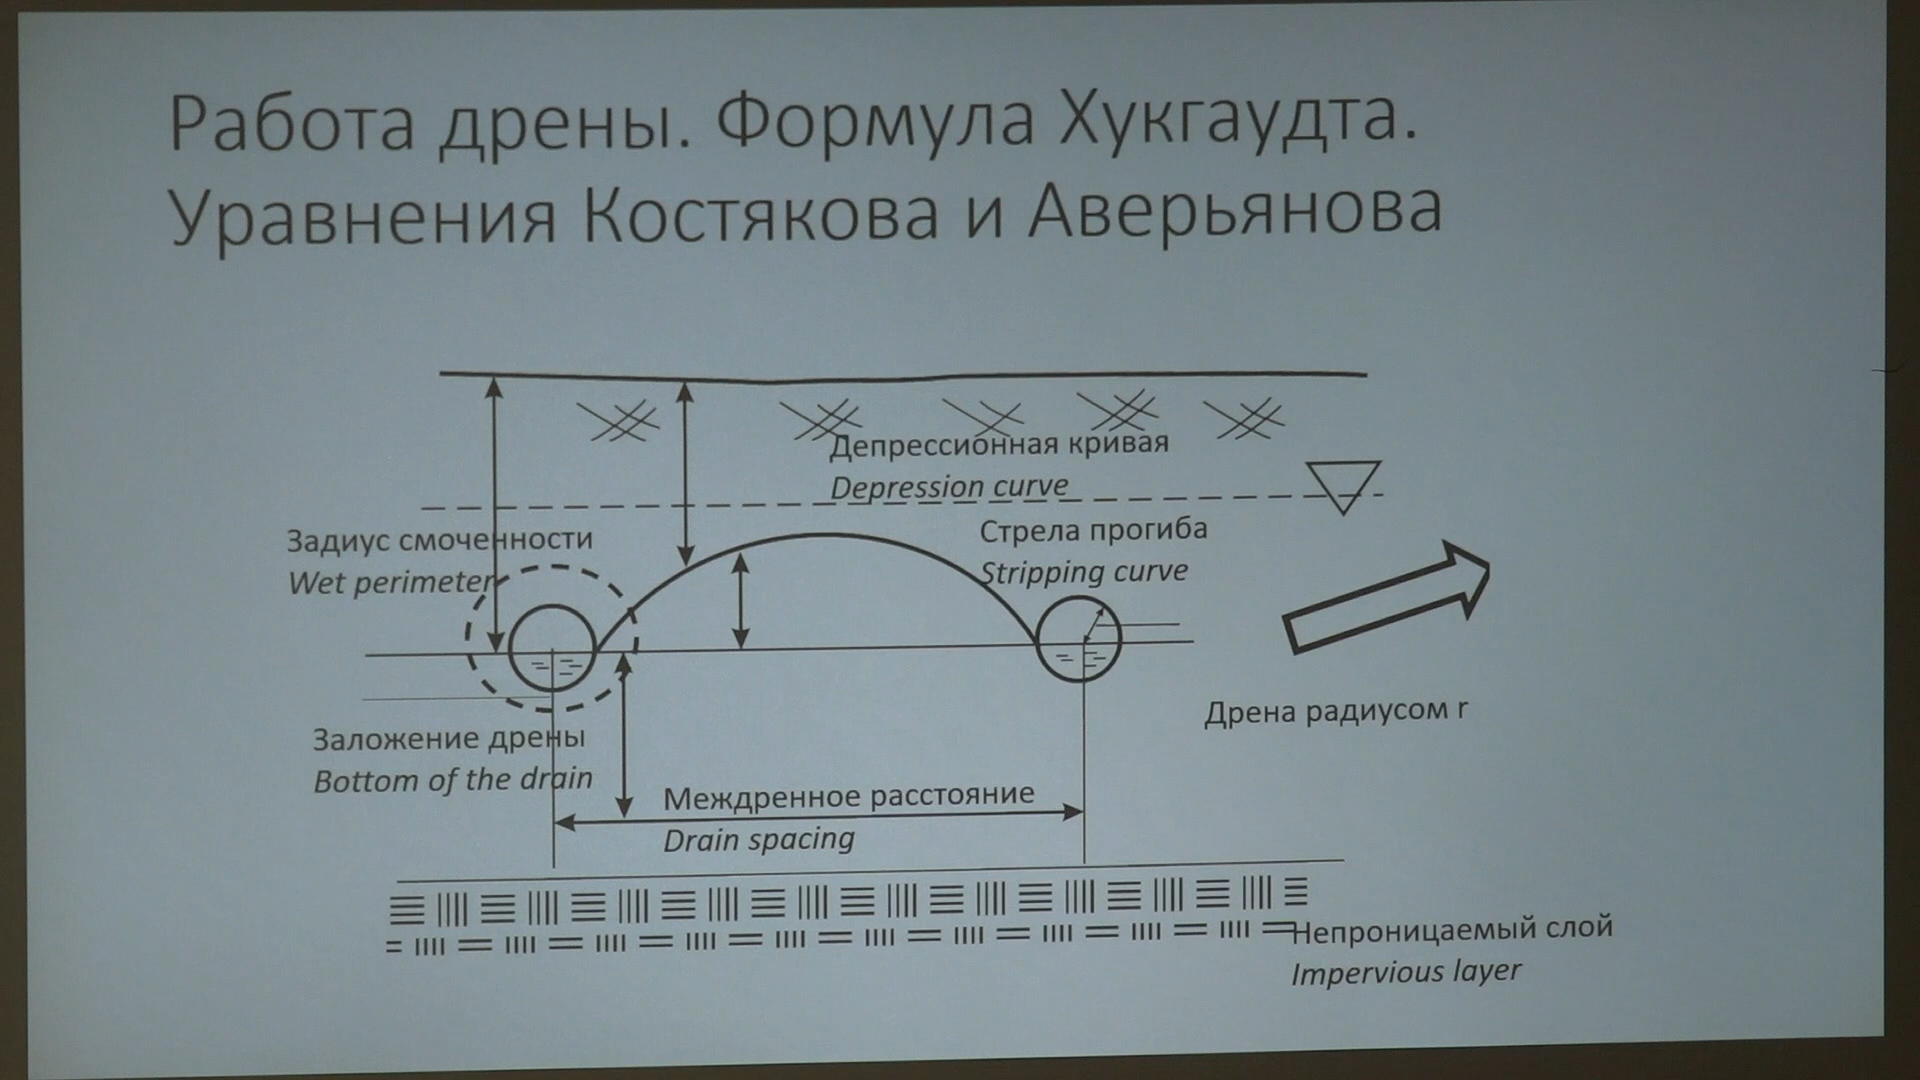 Работа дрены. Формула Хукгаудта.
Уравнения Костякова и Аверьянова
Депрессионная кривая
Depression curve
Задиус смоченности
Wet perimeter
Стрела прогиба
Stripping curve
Дрена радиусом r
Заложение дрены
Bottom of the drain
Междренное расстояние
Drain spacing
Непроницаемый слой
Impervious layer